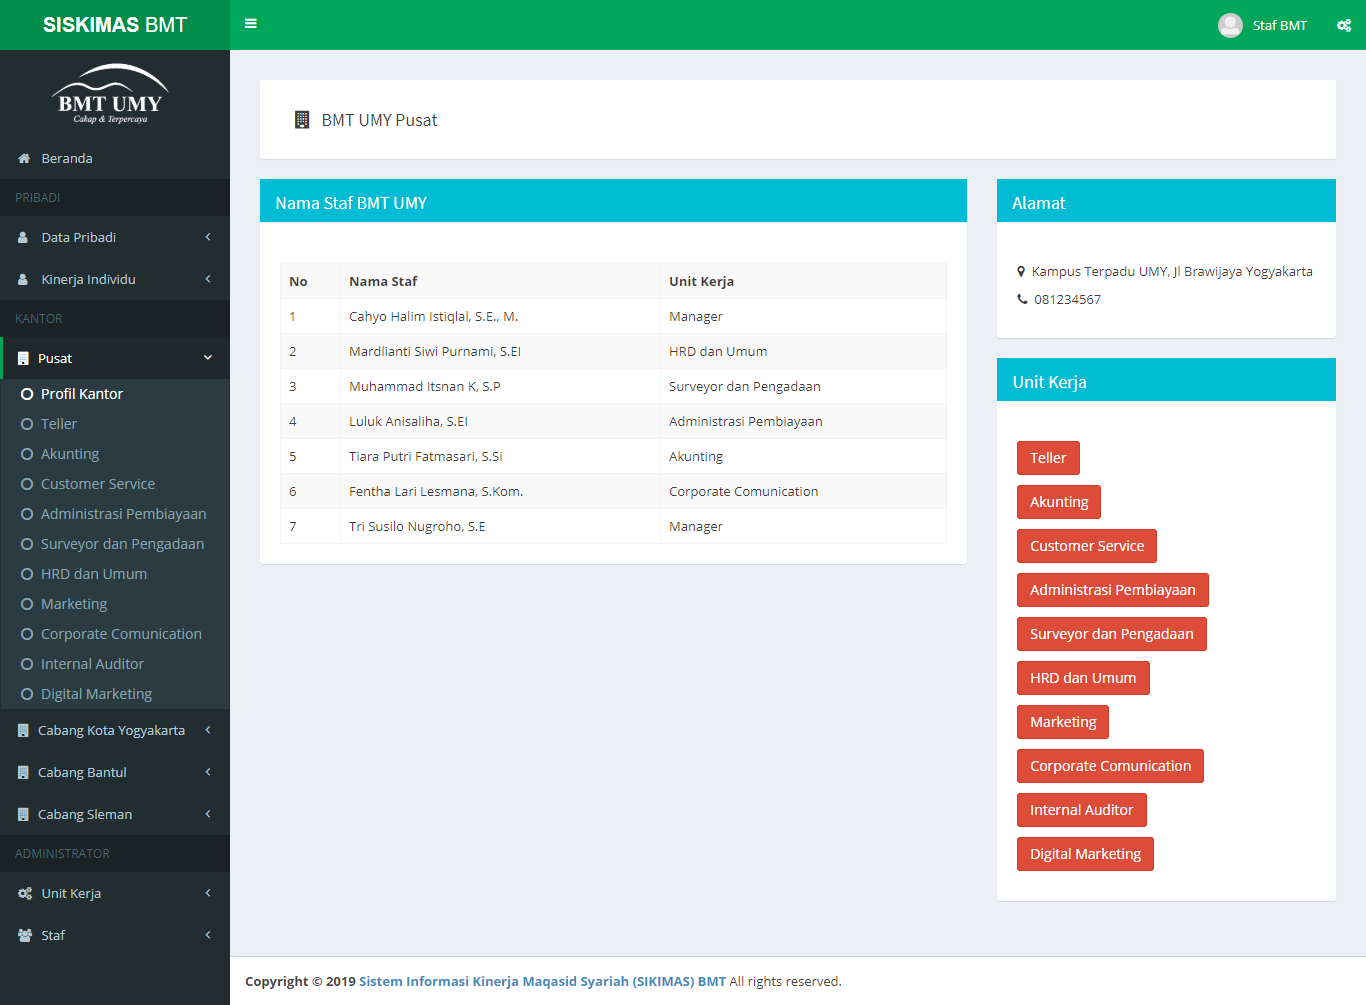 SISKIMAS BMT
Staf BMT
BMT UMY
Cakap & Terpercaya
Beranda
PRIBADI
Data Pribadi
Kinerja Individu
KANTOR
Pusat
Profil Kantor
Teller
Akunting
Customer Service
Administrasi Pembiayaan
Surveyor dan Pengadaan
HRD dan Umum
Marketing
Corporate Comunication
Internal Auditor
Digital Marketing
Cabang Kota Yogyakarta
Cabang Bantul
Cabang Sleman
ADMINISTRATOR
Unit Kerja
Staf
BMT UMY Pusat
Nama Staf BMT UMY
No Nama Staf Unit Kerja
1 Cahyo Halim Istiqlal, S.E., M. Manager
2 Mardlianti Siwi Purnami, S.EI HRD dan Umum
3 Muhammad Itsnan K, S.P Surveyor dan Pengadaan
4 Luluk Anisaliha, S.EI Administrasi Pembiayaan
5 Tiara Putri Fatmasari, S.Si Akunting
6 Fentha Lari Lesmana, S.Kom. Corporate Comunication
7 Tri Susilo Nugroho, S.E Manager
Alamat
Kampus Terpadu UMY, Jl Brawijaya Yogyakarta
081234567
Unit Kerja
Teller
Akunting
Customer Service
Administrasi Pembiayaan
Surveyor dan Pengadaan
HRD dan Umum
Marketing
Corporate Comunication
Internal Auditor
Digital Marketing
Copyright © 2019 Sistem Informasi Kinerja Maqasid Syariah (SIKIMAS) BMT All rights reserved.